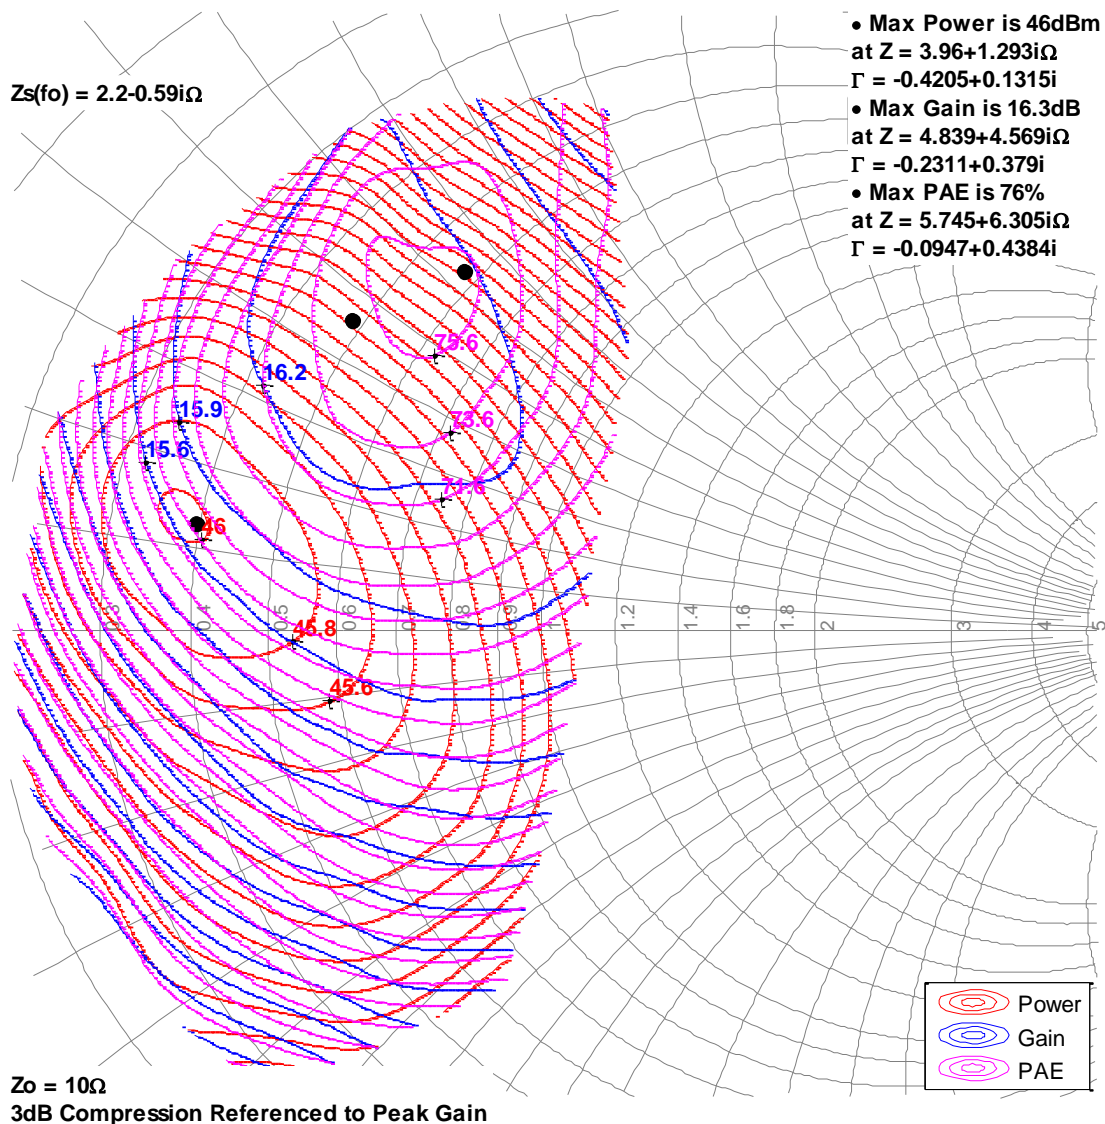 • Max Power is 46dBm
at Z = 3.96+1.293iΩ
Γ = -0.4205+0.1315i
• Max Gain is 16.3dB
at Z = 4.839+4.569iΩ
Γ = -0.2311+0.379i
• Max PAE is 76%
at Z = 5.745+6.305iΩ
Γ = -0.0947+0.4384i
Zs(fo) = 2.2-0.59iΩ
75.6
16.2
15.9
73.6
15.6
71.6
46
0.3
0.4
0.5
0.6
0.7
0.8
0.9
1
1.2
1.4
1.6
1.8
2
3
4
5
45.8
45.6
Power
Gain
PAE
Zo = 10Ω
3dB Compression Referenced to Peak Gain